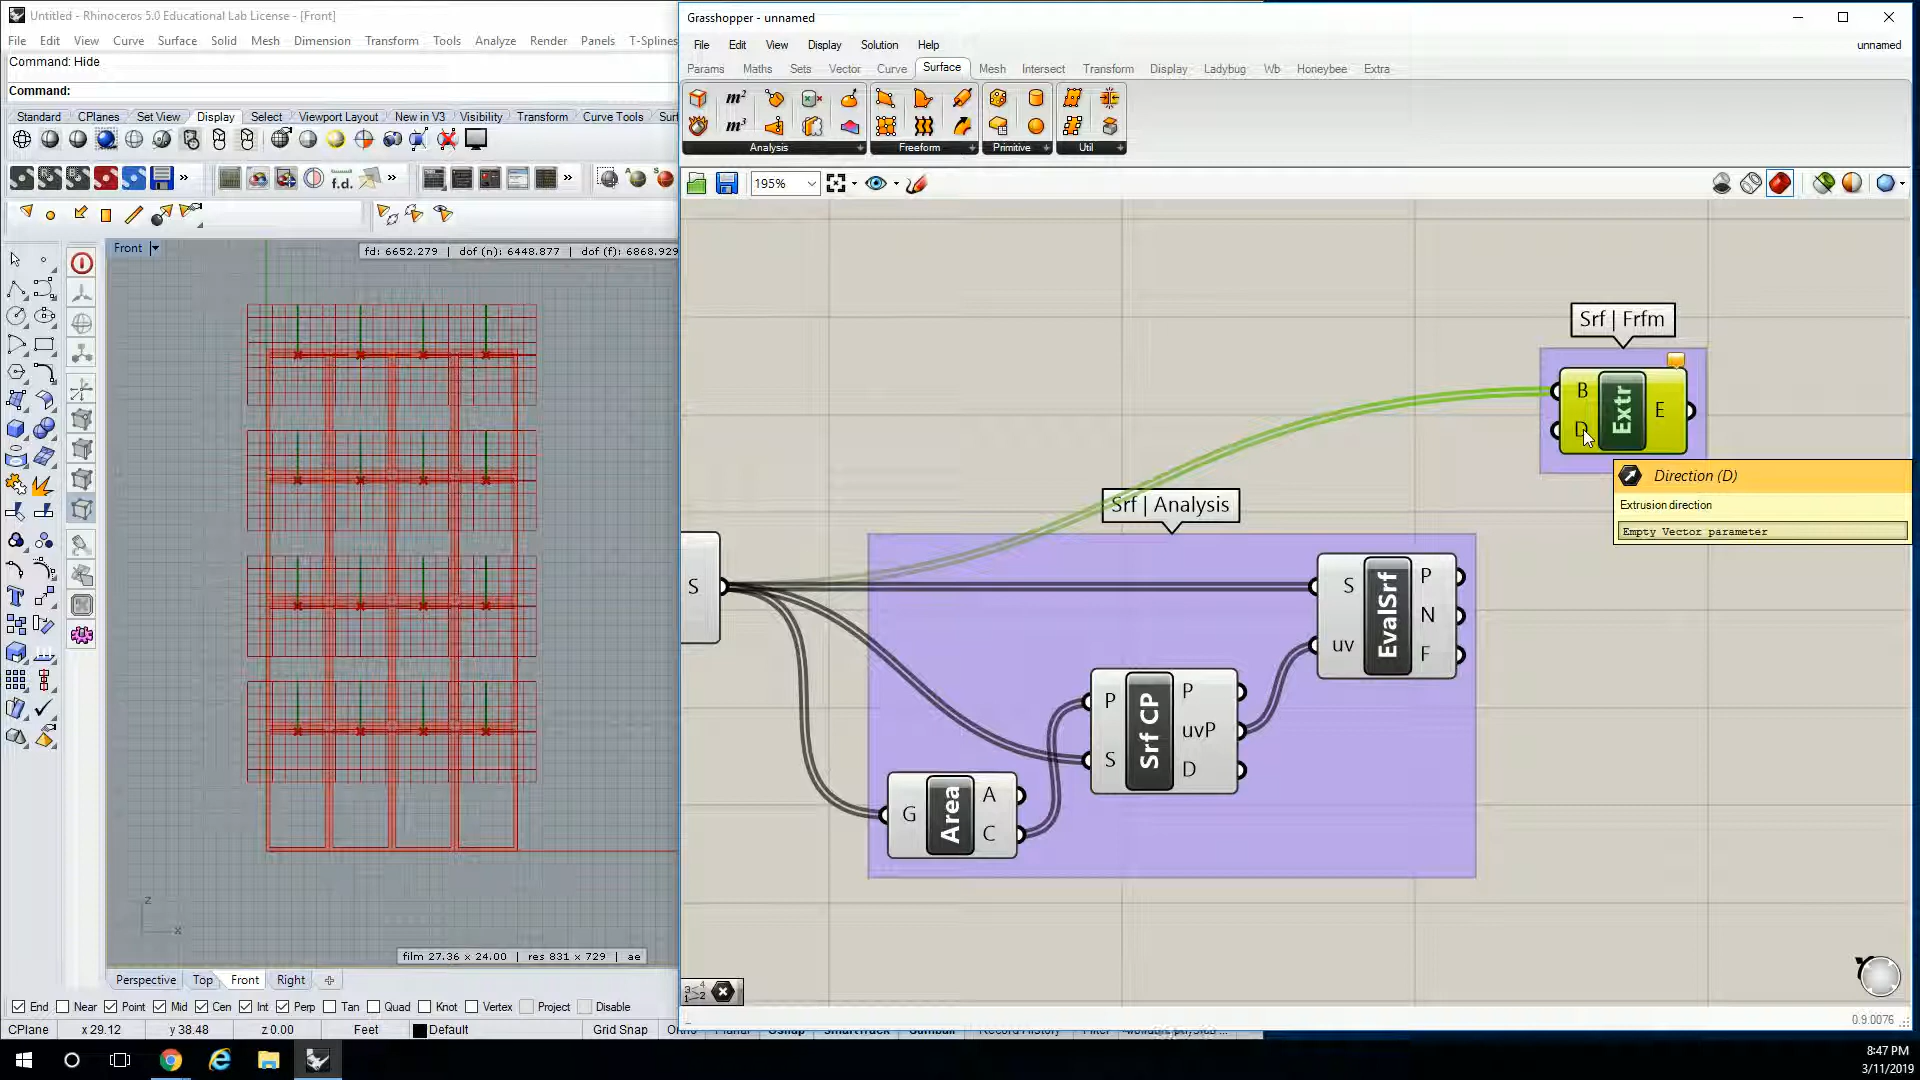 Untitled - Rhinoceros 5.0 Educational Lab License - [Front]
File Edit View Curve Surface Solid Mesh Dimension Transform Tools Analyze Render Panels T-Splines
Command: Hide
Command:
Standard CPlanes Set View Display Select Viewport Layout New in V3 Visibility Transform Curve Tools
f.d.
Front
fd: 6652.279 | dof (n): 6448.877 | dof (f): 6868.929
z
x
film 27.36 x 24.00 | res 831 x 729 | ae
Perspective Top Front Right
End Near Point Mid Cen Int Perp Tan Quad Knot Vertex Project Disable
CPlane x 29.12 y 38.48 z 0.00 Feet Default Grid Snap
Grasshopper - unnamed
File Edit View Display Solution Help
unnamed
Params Maths Sets Vector Curve Surface Mesh Intersect Transform Display Ladybug Wb Honeybee Extra
m²
m³
Analysis Freeform Primitive Util
195%
Srf | Frfm
B
D
Extr
E
Direction (D)
Extrusion direction
Empty Vector parameter
Srf | Analysis
S
S
uv
EvalSrf
P
N
F
P
S
Srf CP
P
uvP
D
G
Area
A
C
0.9.0076
8:47 PM
3/11/2019